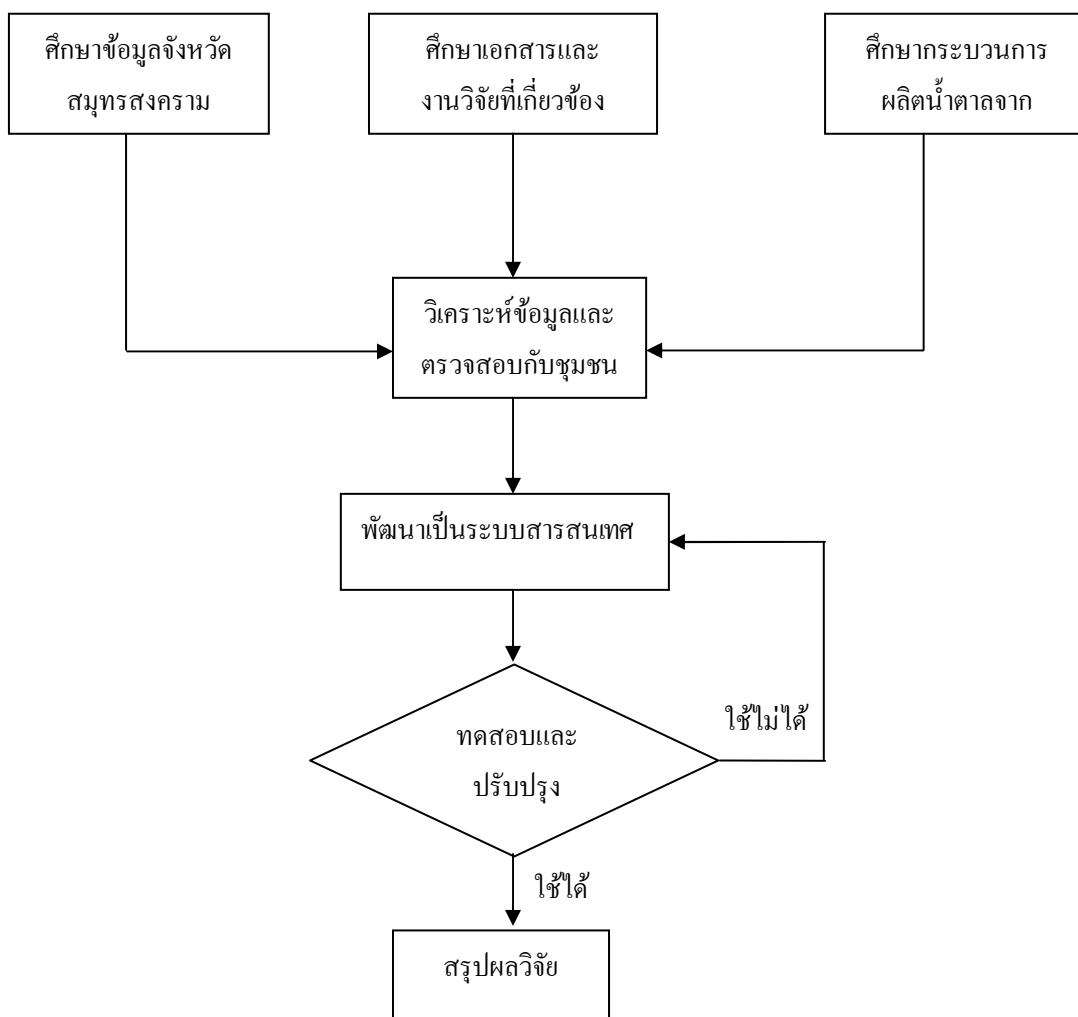 ศึกษาข้อมูลจังหวัด
สมุทรสงคราม
ศึกษาเอกสารและ
งานวิจัยที่เกี่ยวข้อง
ศึกษากระบวนการ
ผลิตน้ำตาลจาก
วิเคราะห์ข้อมูลและ
ตรวจสอบกับชุมชน
พัฒนาเป็นระบบสารสนเทศ
ทดสอบและ
ปรับปรุง
ใช้ไม่ได้
ใช้ได้
สรุปผลวิจัย